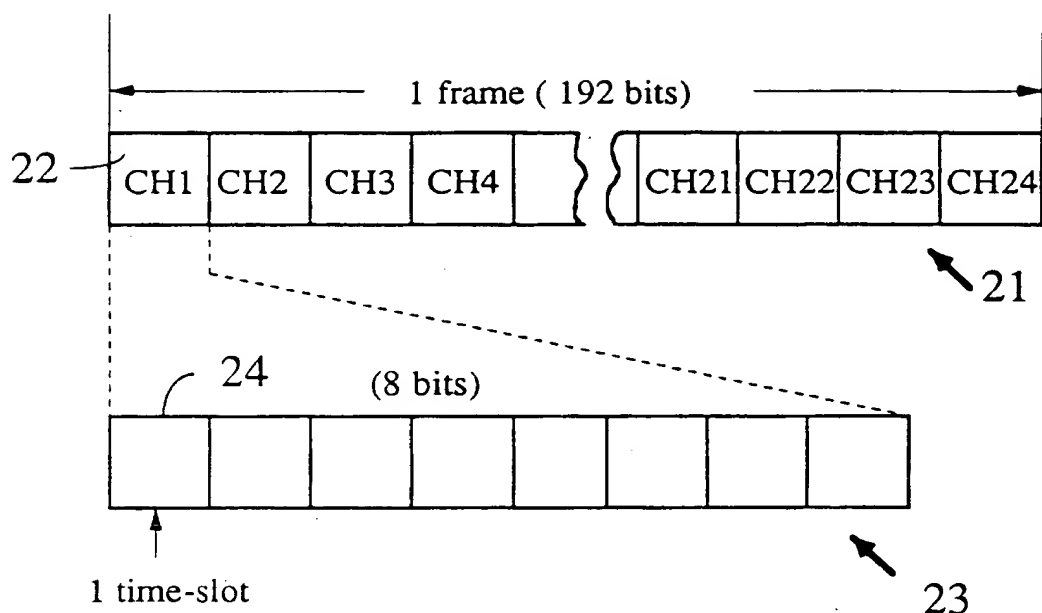 1 frame ( 192 bits)
22
CH1 CH2 CH3 CH4 CH21 CH22 CH23 CH24
21
24
(8 bits)
1 time-slot
23